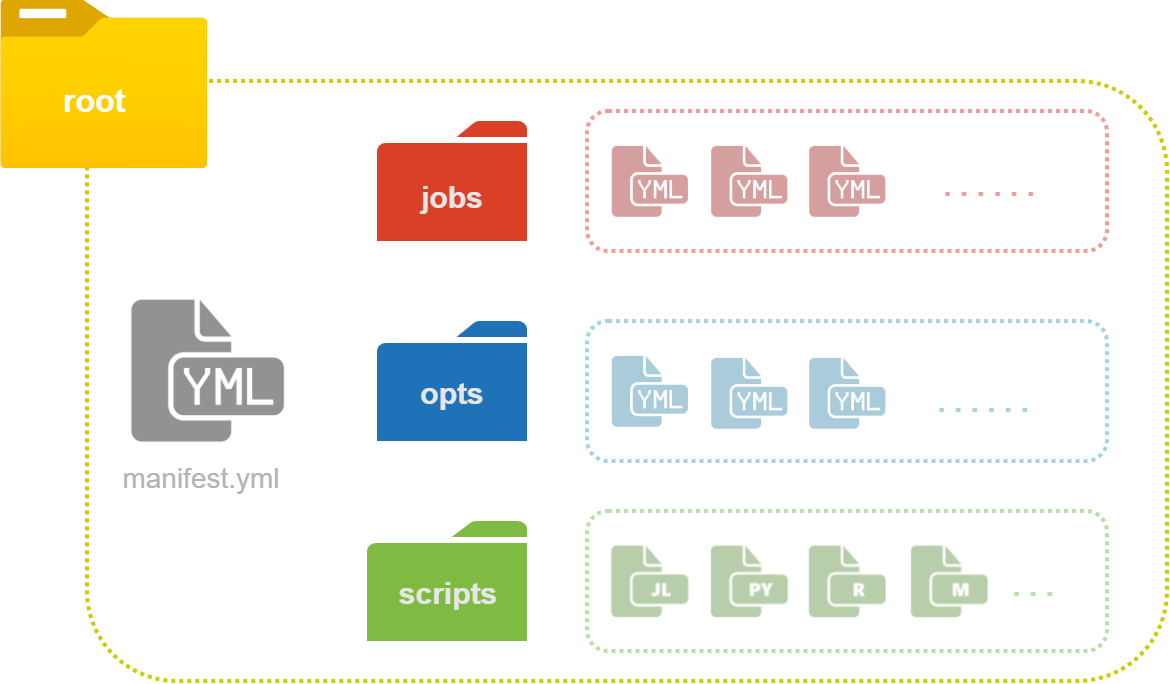 root
jobs
YML YML YML ......
YML
manifest.yml
opts
YML YML YML ......
scripts
JL PY R M ...